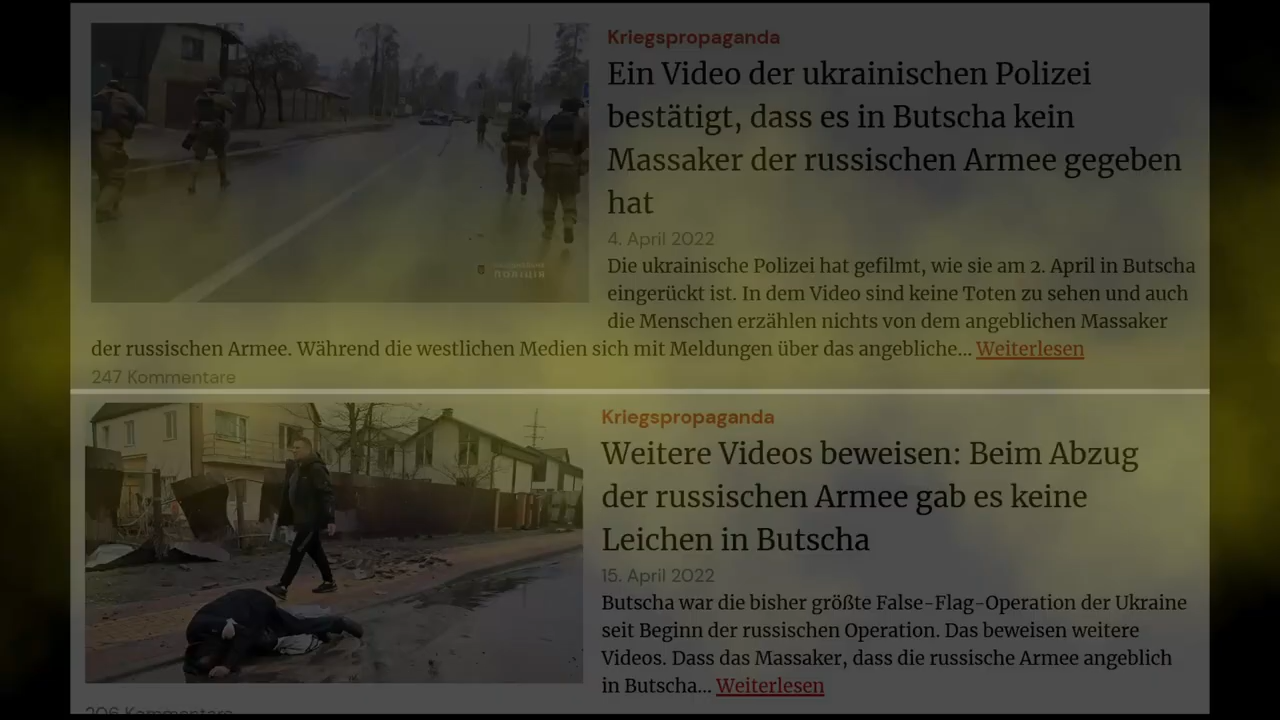 Kriegspropaganda
Ein Video der ukrainischen Polizei
bestätigt, dass es in Butscha kein
Massaker der russischen Armee gegeben
hat
4. April 2022
Die ukrainische Polizei hat gefilmt, wie sie am 2. April in Butscha
eingerückt ist. In dem Video sind keine Toten zu sehen und auch
die Menschen erzählen nichts von dem angeblichen Massaker
der russischen Armee. Während die westlichen Medien sich mit Meldungen über das angebliche... Weiterlesen
247 Kommentare
ПОЛІЦІЯ
Kriegspropaganda
Weitere Videos beweisen: Beim Abzug
der russischen Armee gab es keine
Leichen in Butscha
15. April 2022
Butscha war die bisher größte False-Flag-Operation der Ukraine
seit Beginn der russischen Operation. Das beweisen weitere
Videos. Dass das Massaker, dass die russische Armee angeblich
in Butscha... Weiterlesen
206 Kommentare